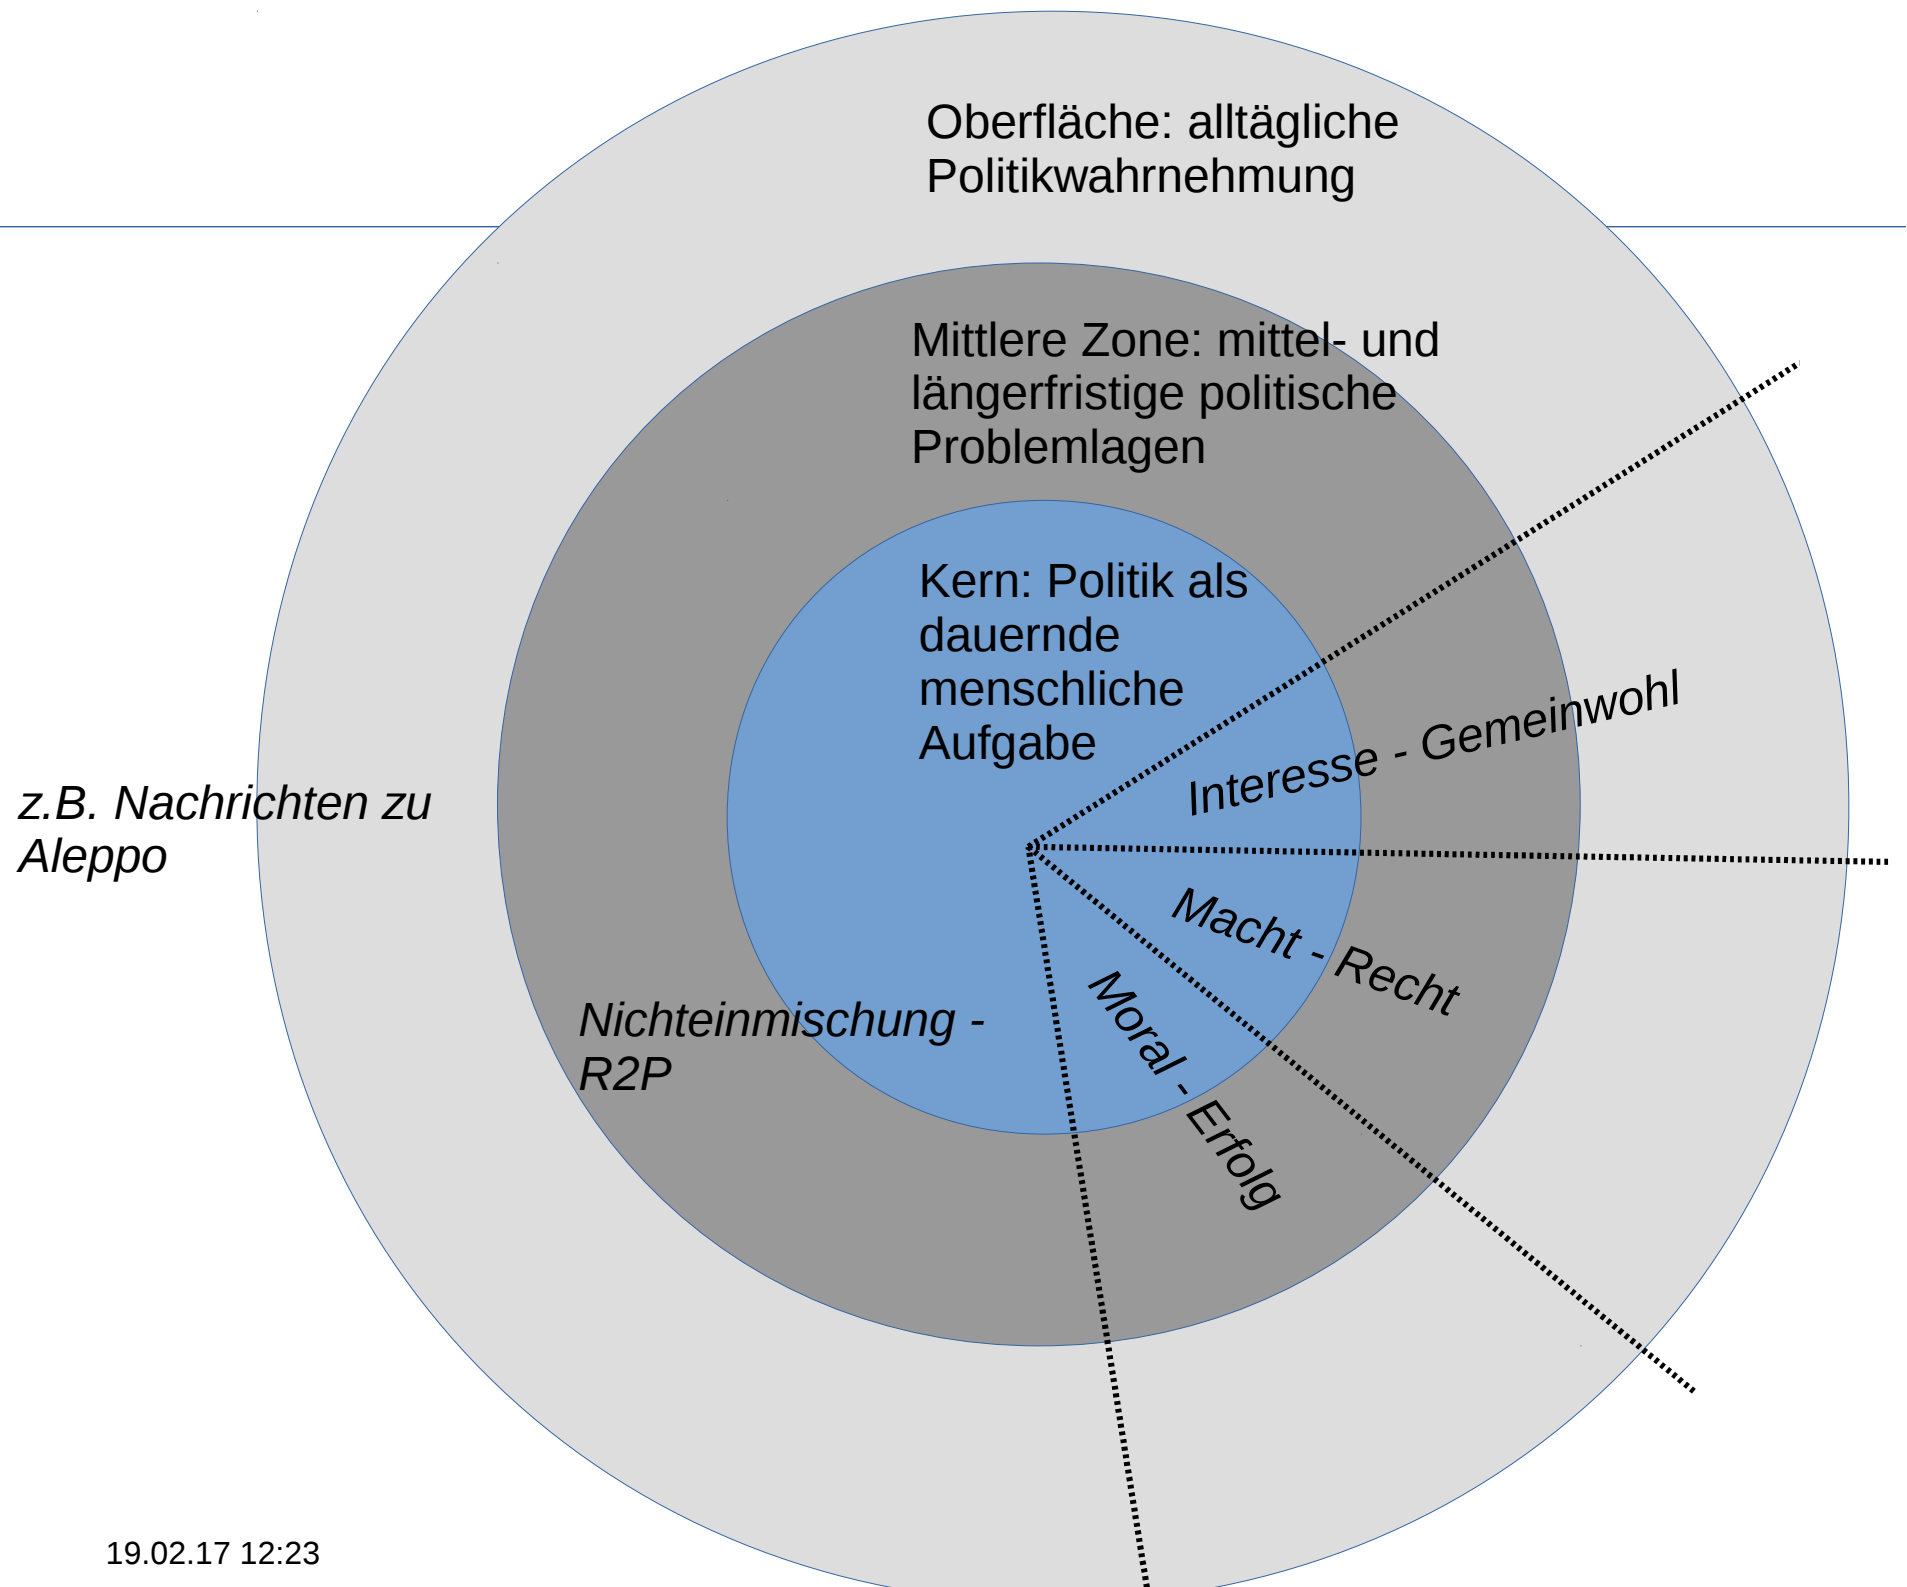 Oberfläche: alltägliche
Politikwahrnehmung
Mittlere Zone: mittel- und
längerfristige politische
Problemlagen
Kern: Politik als
dauernde
menschliche
Aufgabe
Interesse - Gemeinwohl
z.B. Nachrichten zu
Aleppo
Macht - Recht
Moral - Erfolg
Nichteinmischung -
R2P
19.02.17 12:23